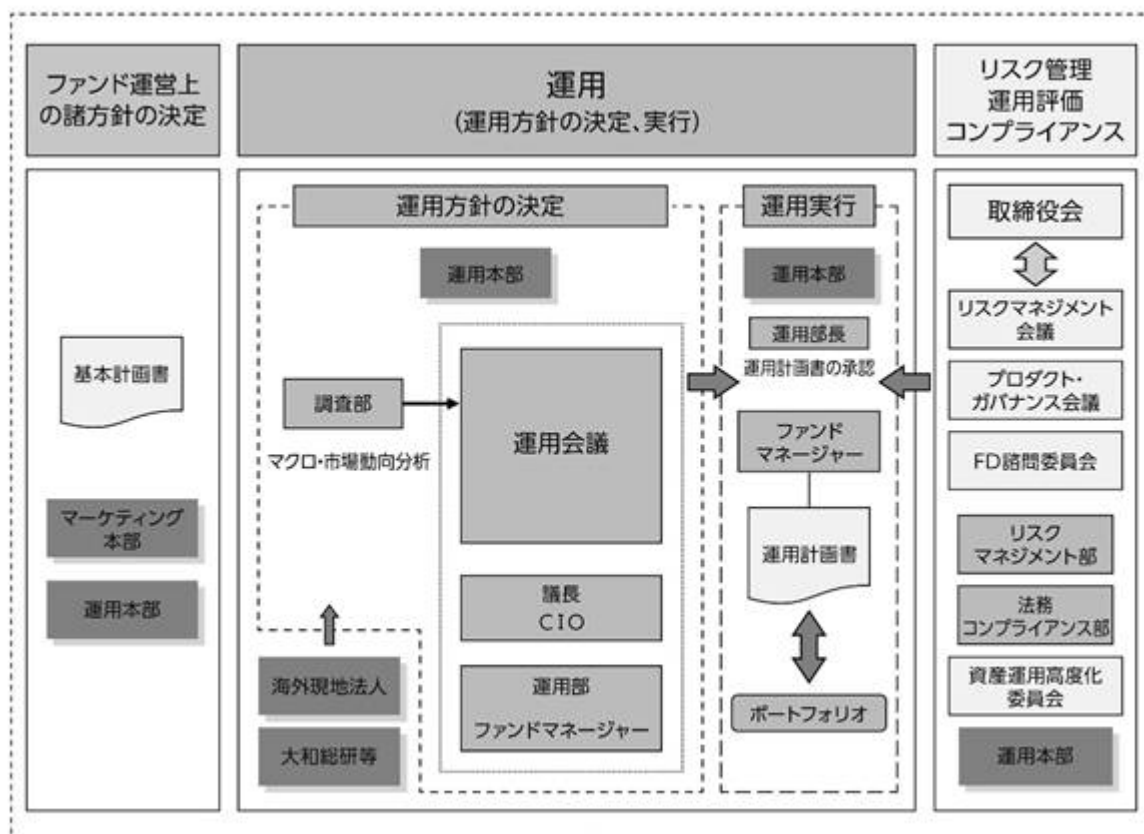 ファンド運営上
の諸方針の決定
運用
(運用方針の決定、実行)
リスク管理
運用評価
コンプライアンス
基本計画書
マーケティング
本部
運用本部
運用方針の決定
運用本部
調査部
マクロ・市場動向分析
運用会議
議長
CIO
運用部
ファンドマネージャー
海外現地法人
大和総研等
運用実行
運用本部
運用部長
運用計画書の承認
ファンド
マネージャー
運用計画書
ポートフォリオ
取締役会
リスクマネジメント
会議
プロダクト・
ガバナンス会議
FD諮問委員会
リスク
マネジメント部
法務
コンプライアンス部
資産運用高度化
委員会
運用本部